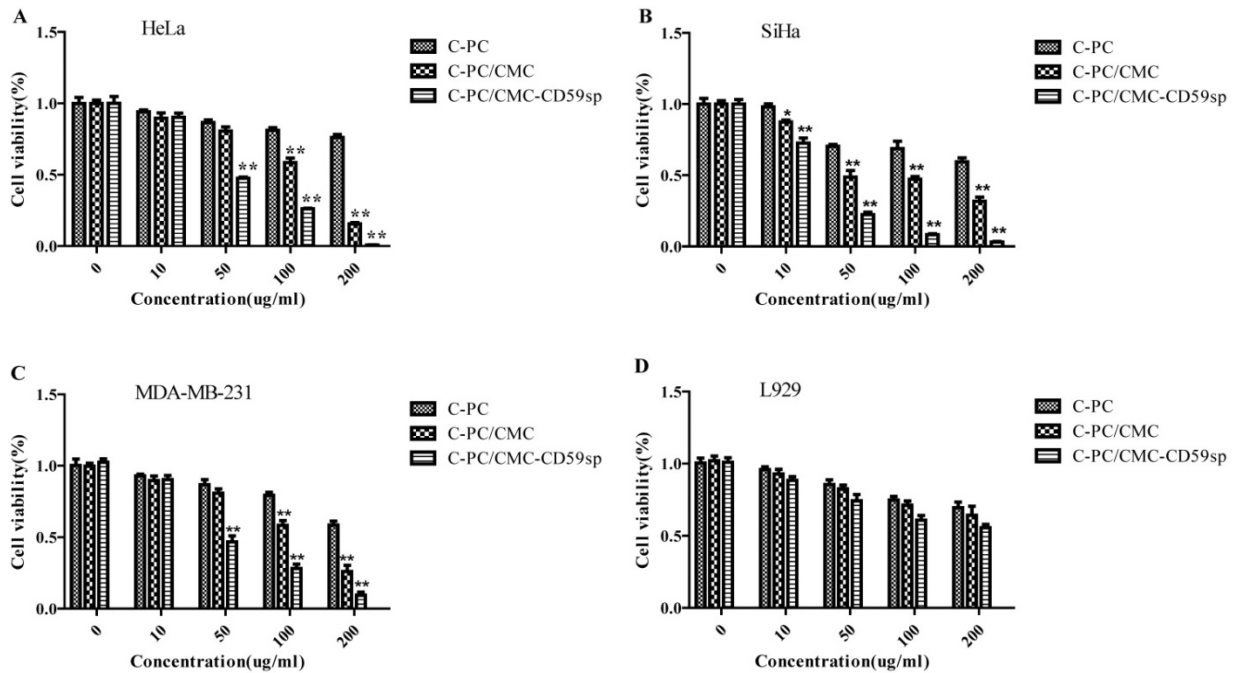 A
HeLa
C-PC
C-PC/CMC
C-PC/CMC-CD59sp
Cell viability(%)
1.5
1.0
0.5
0.0
** ** ** ** **
0 10 50 100 200
Concentration(ug/ml)
B
SiHa
C-PC
C-PC/CMC
C-PC/CMC-CD59sp
Cell viability(%)
1.5
1.0
0.5
0.0
* ** ** ** ** ** ** **
0 10 50 100 200
Concentration(ug/ml)
C
MDA-MB-231
C-PC
C-PC/CMC
C-PC/CMC-CD59sp
Cell viability(%)
1.5
1.0
0.5
0.0
** ** ** ** **
0 10 50 100 200
Concentration(ug/ml)
D
L929
C-PC
C-PC/CMC
C-PC/CMC-CD59sp
Cell viability(%)
1.5
1.0
0.5
0.0
0 10 50 100 200
Concentration(ug/ml)